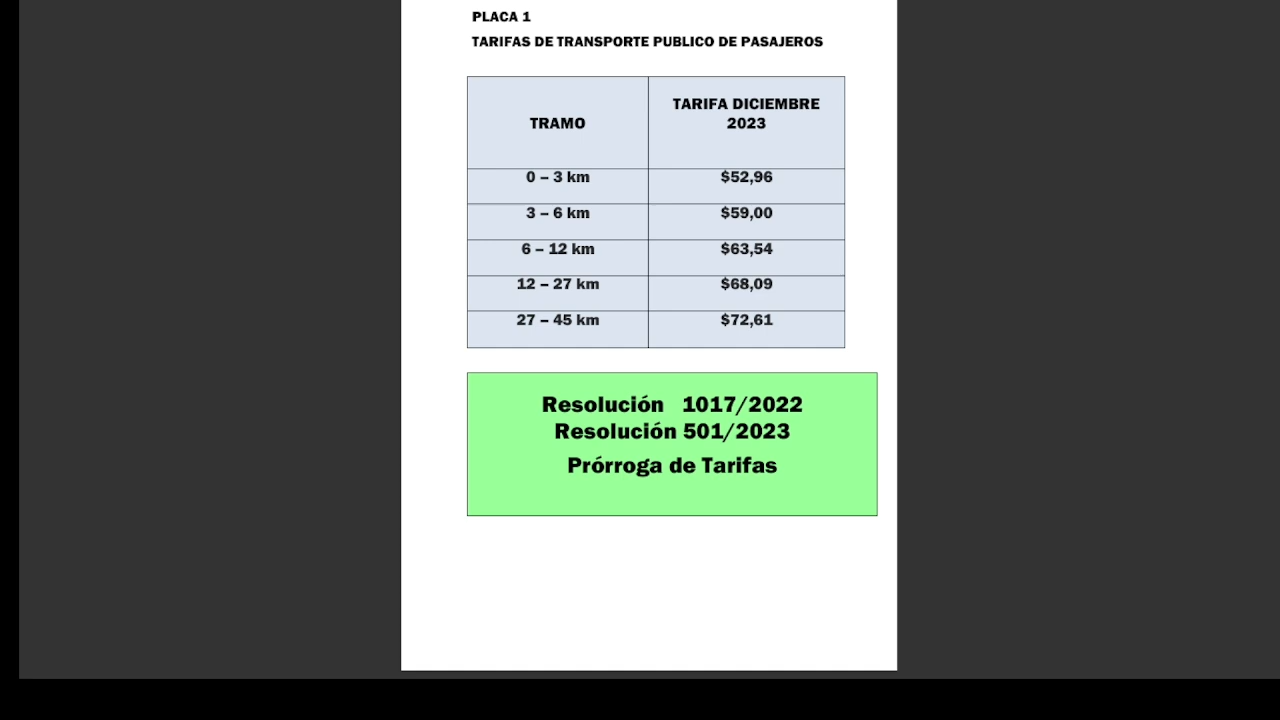 PLACA 1
TARIFAS DE TRANSPORTE PUBLICO DE PASAJEROS
TRAMO
TARIFA DICIEMBRE
2023
0 – 3 km $52,96
3 – 6 km $59,00
6 – 12 km $63,54
12 – 27 km $68,09
27 – 45 km $72,61
Resolución 1017/2022
Resolución 501/2023
Prórroga de Tarifas